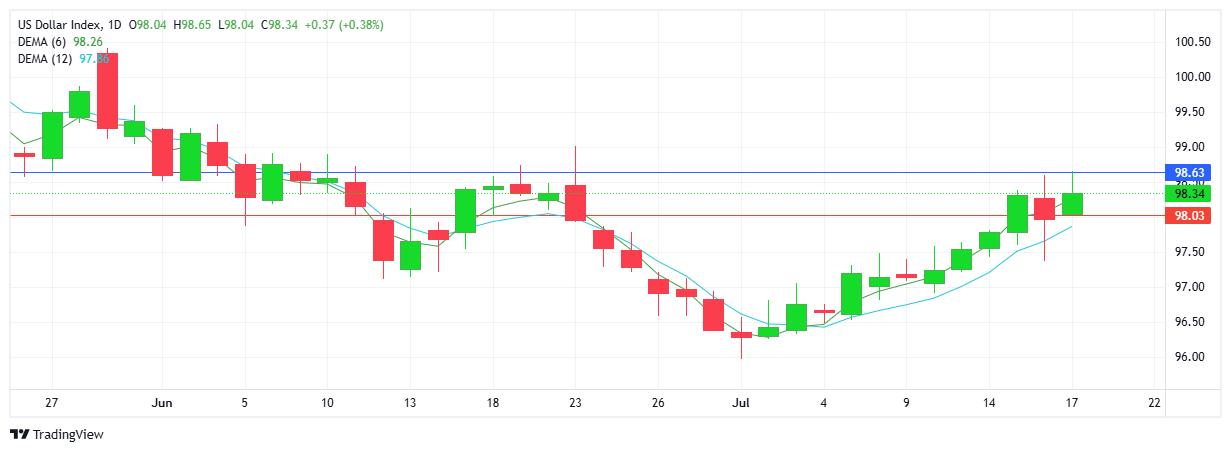 US Dollar Index, 1D O98.04 H98.65 L98.04 C98.34 +0.37 (+0.38%)
DEMA (6) 98.26
DEMA (12) 97.86
100.50
100.00
99.50
99.00
98.63
98.34
98.03
97.50
97.00
96.50
96.00
27 Jun 5 10 13 18 23 26 Jul 4 9 14 17 22
TradingView